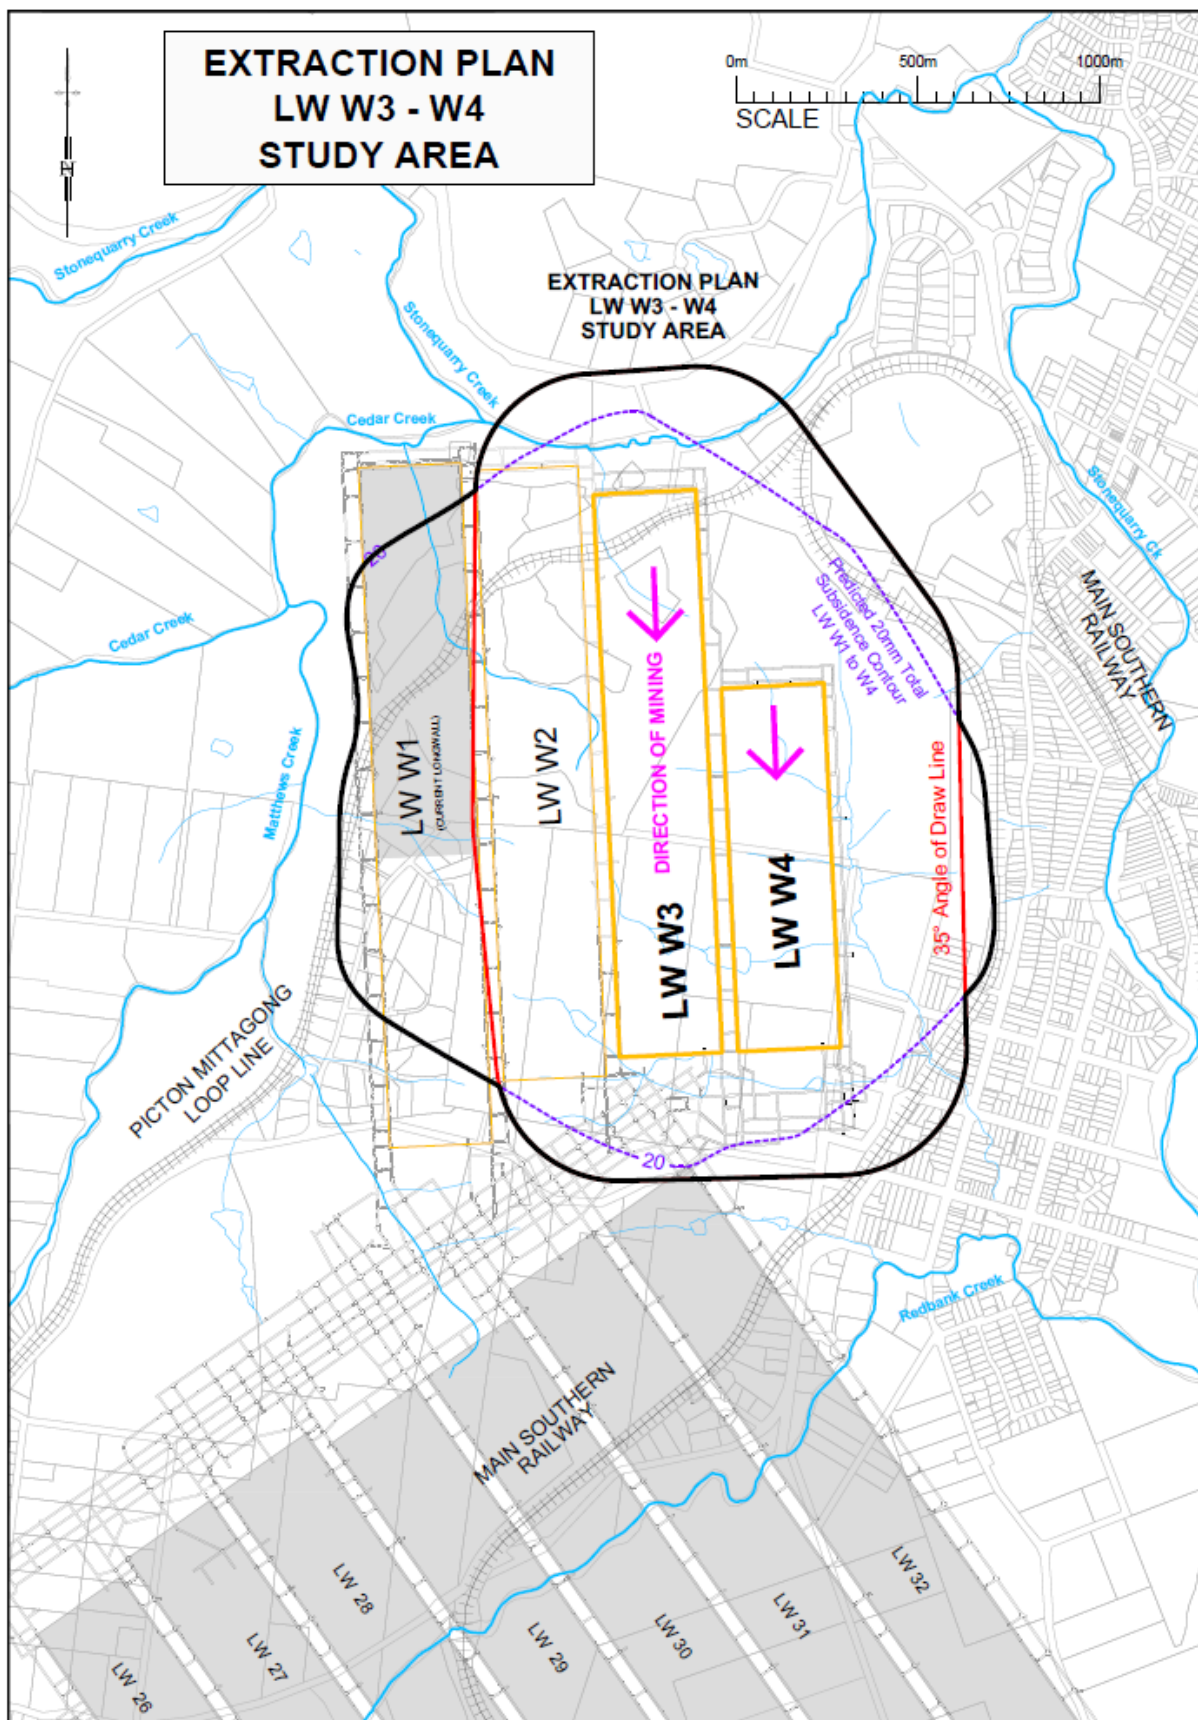 EXTRACTION PLAN
LW W3 - W4
STUDY AREA
0m 500m 1000m
SCALE
N
Stonequarry Creek
Stonequarry Creek
EXTRACTION PLAN
LW W3 - W4
STUDY AREA
Cedar Creek
Cedar Creek
Stonequarry Ck
MAIN SOUTHERN
RAILWAY
20
Predicted 20mm Total
Subsidence Contour
LW W1 to W4
Matthews Creek
LW W1
(CURRENT LONGWALL)
LW W2
DIRECTION OF MINING
LW W3
LW W4
35° Angle of Draw Line
PICTON MITTAGONG
LOOP LINE
20
Redbank Creek
MAIN SOUTHERN
RAILWAY
LW 26
LW 27
LW 28
LW 29
LW 30
LW 31
LW 32